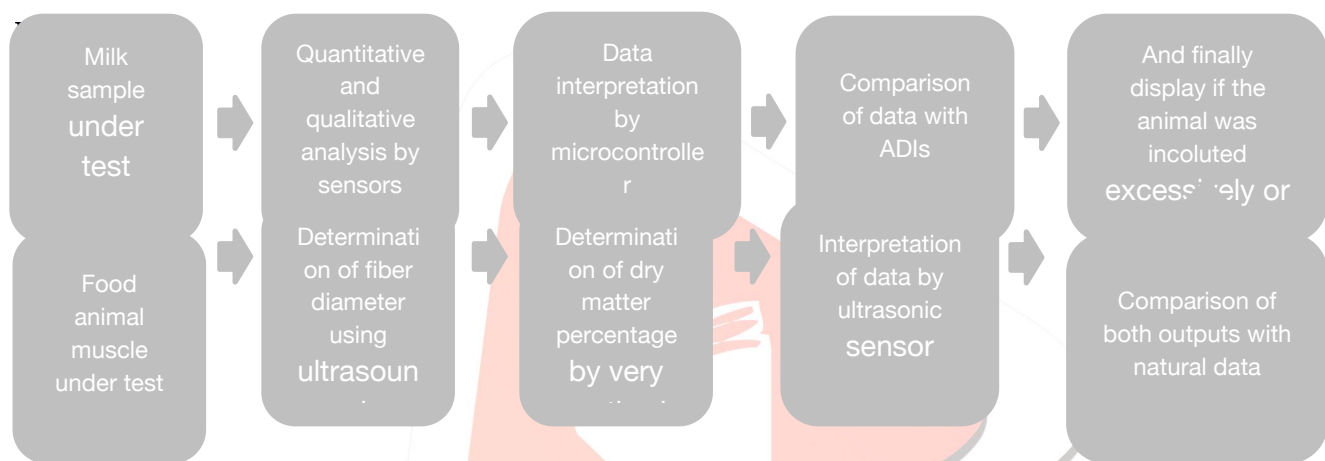 Milk
sample
under
test
Quantitative
and
qualitative
analysis by
sensors
Data
interpretation
by
microcontrolle
r
Comparison
of data with
ADIs
And finally
display if the
animal was
incoluted
excessively or
Food
animal
muscle
under test
Determinati
on of fiber
diameter
using
ultrasoun
Determinati
on of dry
matter
percentage
by very
Interpretation
of data by
ultrasonic
sensor
Comparison of
both outputs with
natural data